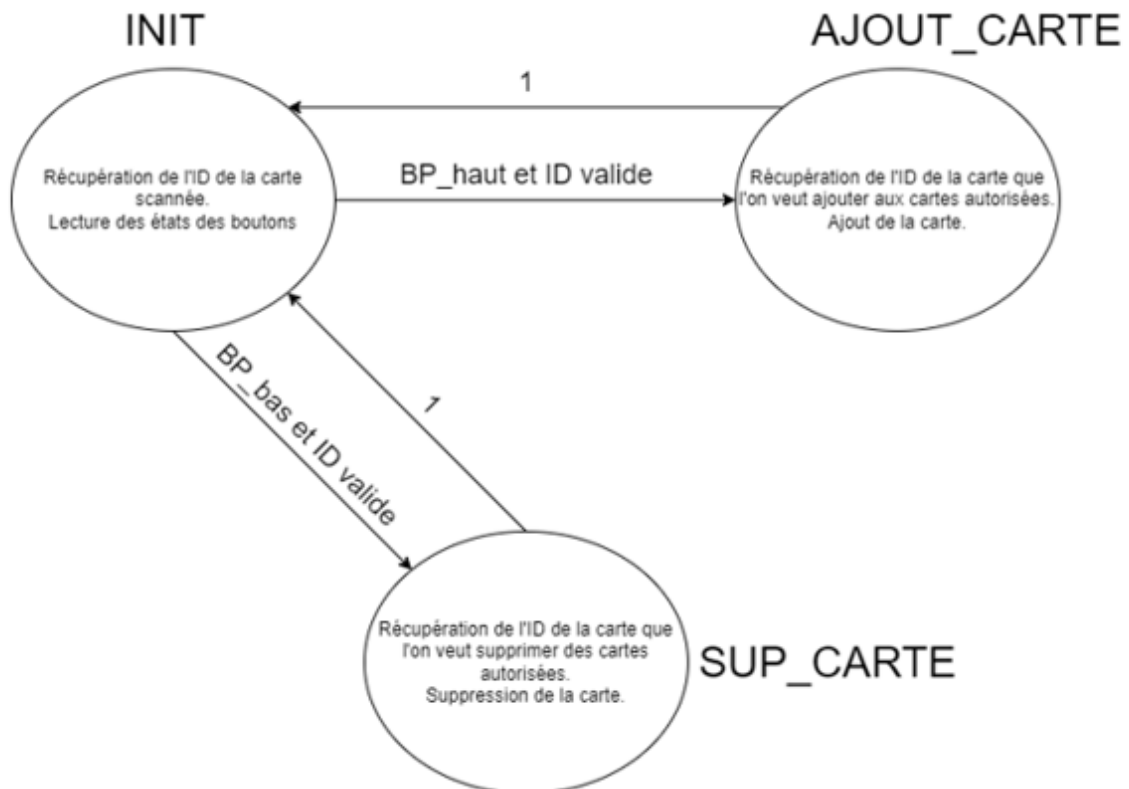 INIT
AJOUT_CARTE
1
BP_haut et ID valide
Récupération de l'ID de la carte
scannée.
Lecture des états des boutons
Récupération de l'ID de la carte que
l'on veut ajouter aux cartes autorisées.
Ajout de la carte.
BP_bas et ID valide
1
Récupération de l'ID de la carte que
l'on veut supprimer des cartes
autorisées.
Suppression de la carte.
SUP_CARTE